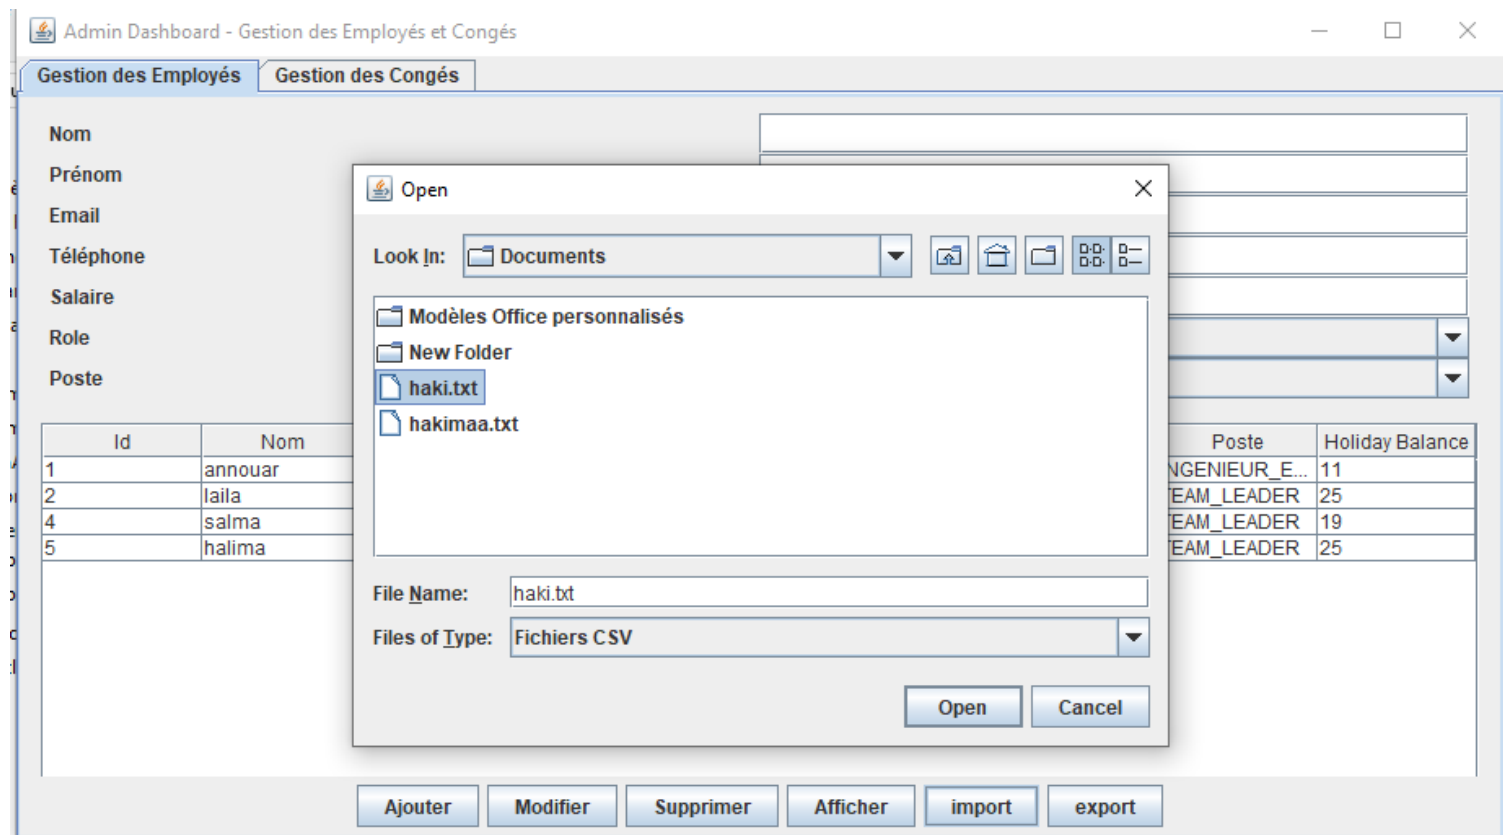 Admin Dashboard - Gestion des Employés et Congés
Gestion des Employés Gestion des Congés
Nom
Prénom
Email
Téléphone
Salaire
Role
Poste
Open
Look In: Documents
Modèles Office personnalisés
New Folder
haki.txt
hakimaa.txt
File Name: haki.txt
Files of Type: Fichiers CSV
Open Cancel
Id Nom Poste Holiday Balance
1 annouar NGENIEUR_E... 11
2 laila TEAM_LEADER 25
4 salma TEAM_LEADER 19
5 halima TEAM_LEADER 25
Ajouter Modifier Supprimer Afficher import export